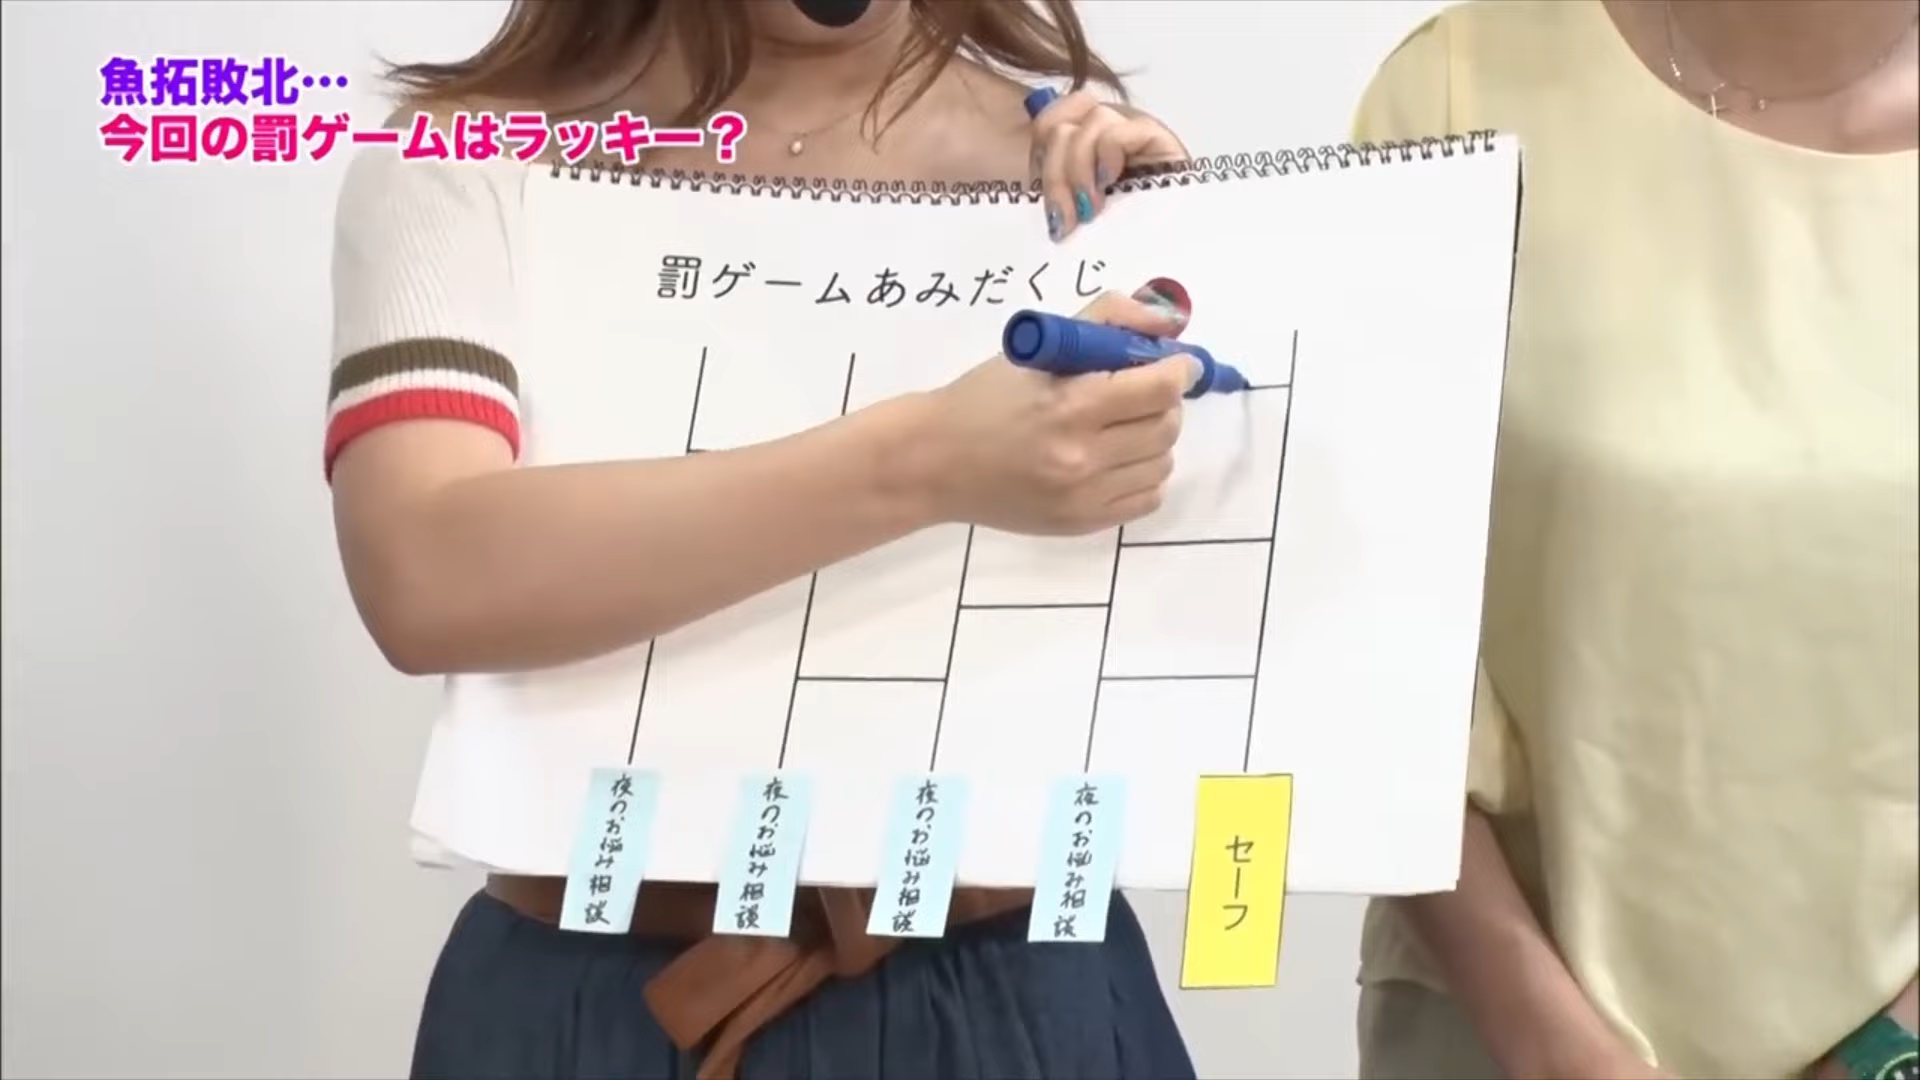 魚拓敗北…
今回の罰ゲームはラッキー？
罰ゲームあみだくじ
夜のお悩み相談
夜のお悩み相談
夜のお悩み相談
夜のお悩み相談
セーフ